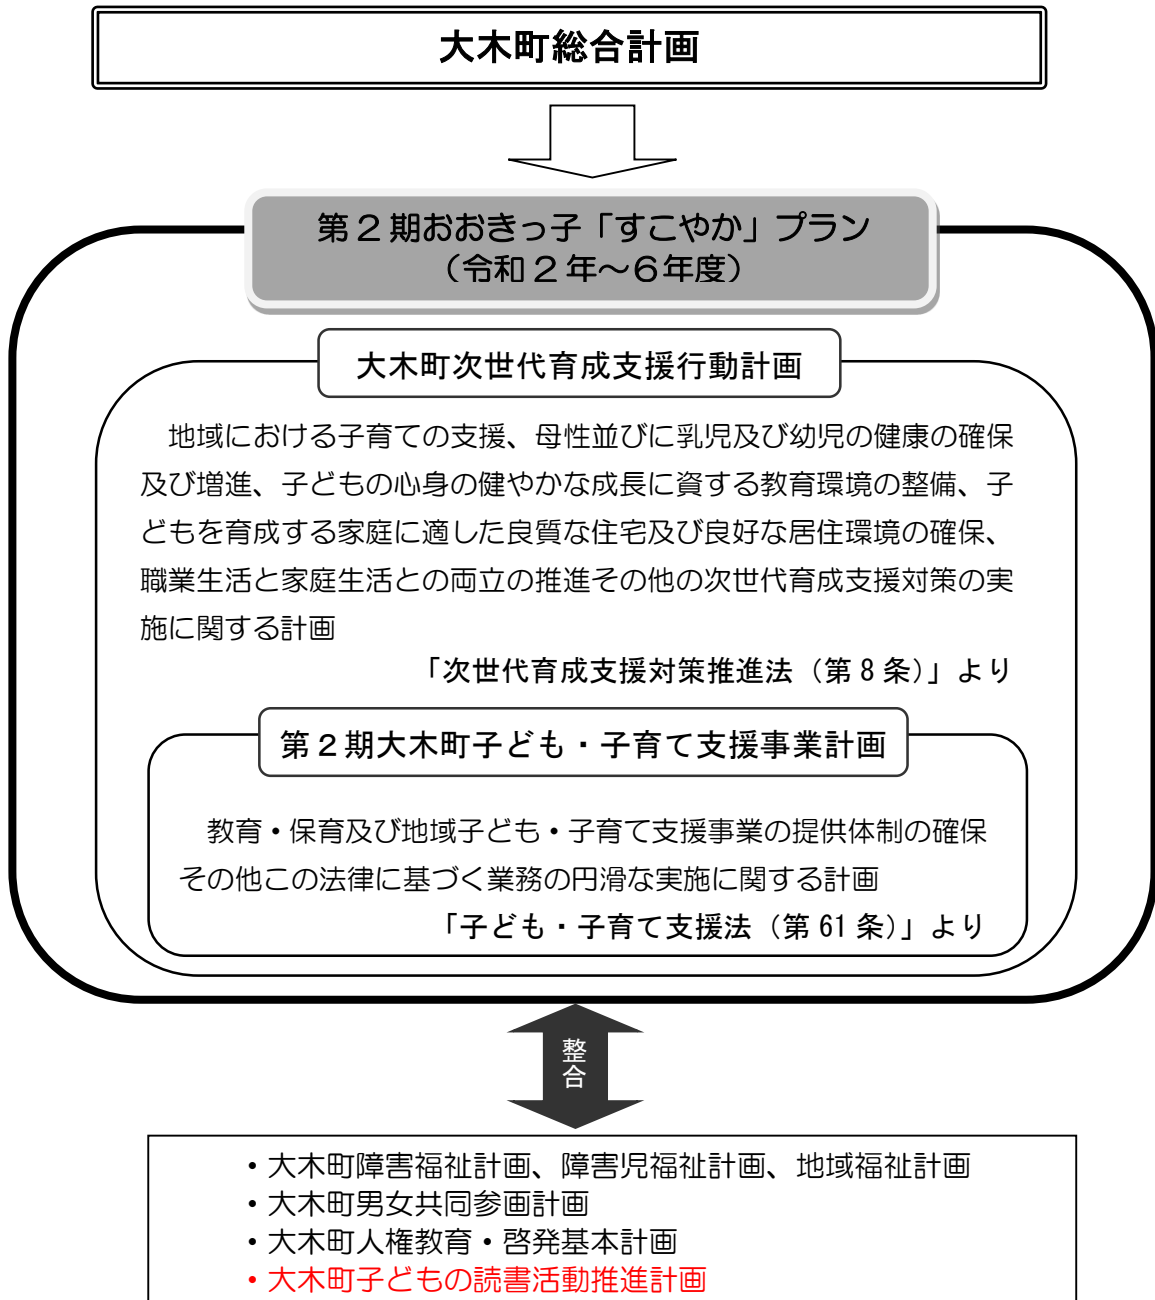 大木町総合計画
第２期おおきっ子「すこやか」プラン
（令和２年～６年度）
大木町次世代育成支援行動計画
地域における子育ての支援、母性並びに乳児及び幼児の健康の確保
及び増進、子どもの心身の健やかな成長に資する教育環境の整備、子
どもを育成する家庭に適した良質な住宅及び良好な居住環境の確保、
職業生活と家庭生活との両立の推進その他の次世代育成支援対策の実
施に関する計画
「次世代育成支援対策推進法（第８条）」より
第２期大木町子ども・子育て支援事業計画
教育・保育及び地域子ども・子育て支援事業の提供体制の確保
その他この法律に基づく業務の円滑な実施に関する計画
「子ども・子育て支援法（第 61 条）」より
整合
・大木町障害福祉計画、障害児福祉計画、地域福祉計画
・大木町男女共同参画計画
・大木町人権教育・啓発基本計画
・大木町子どもの読書活動推進計画